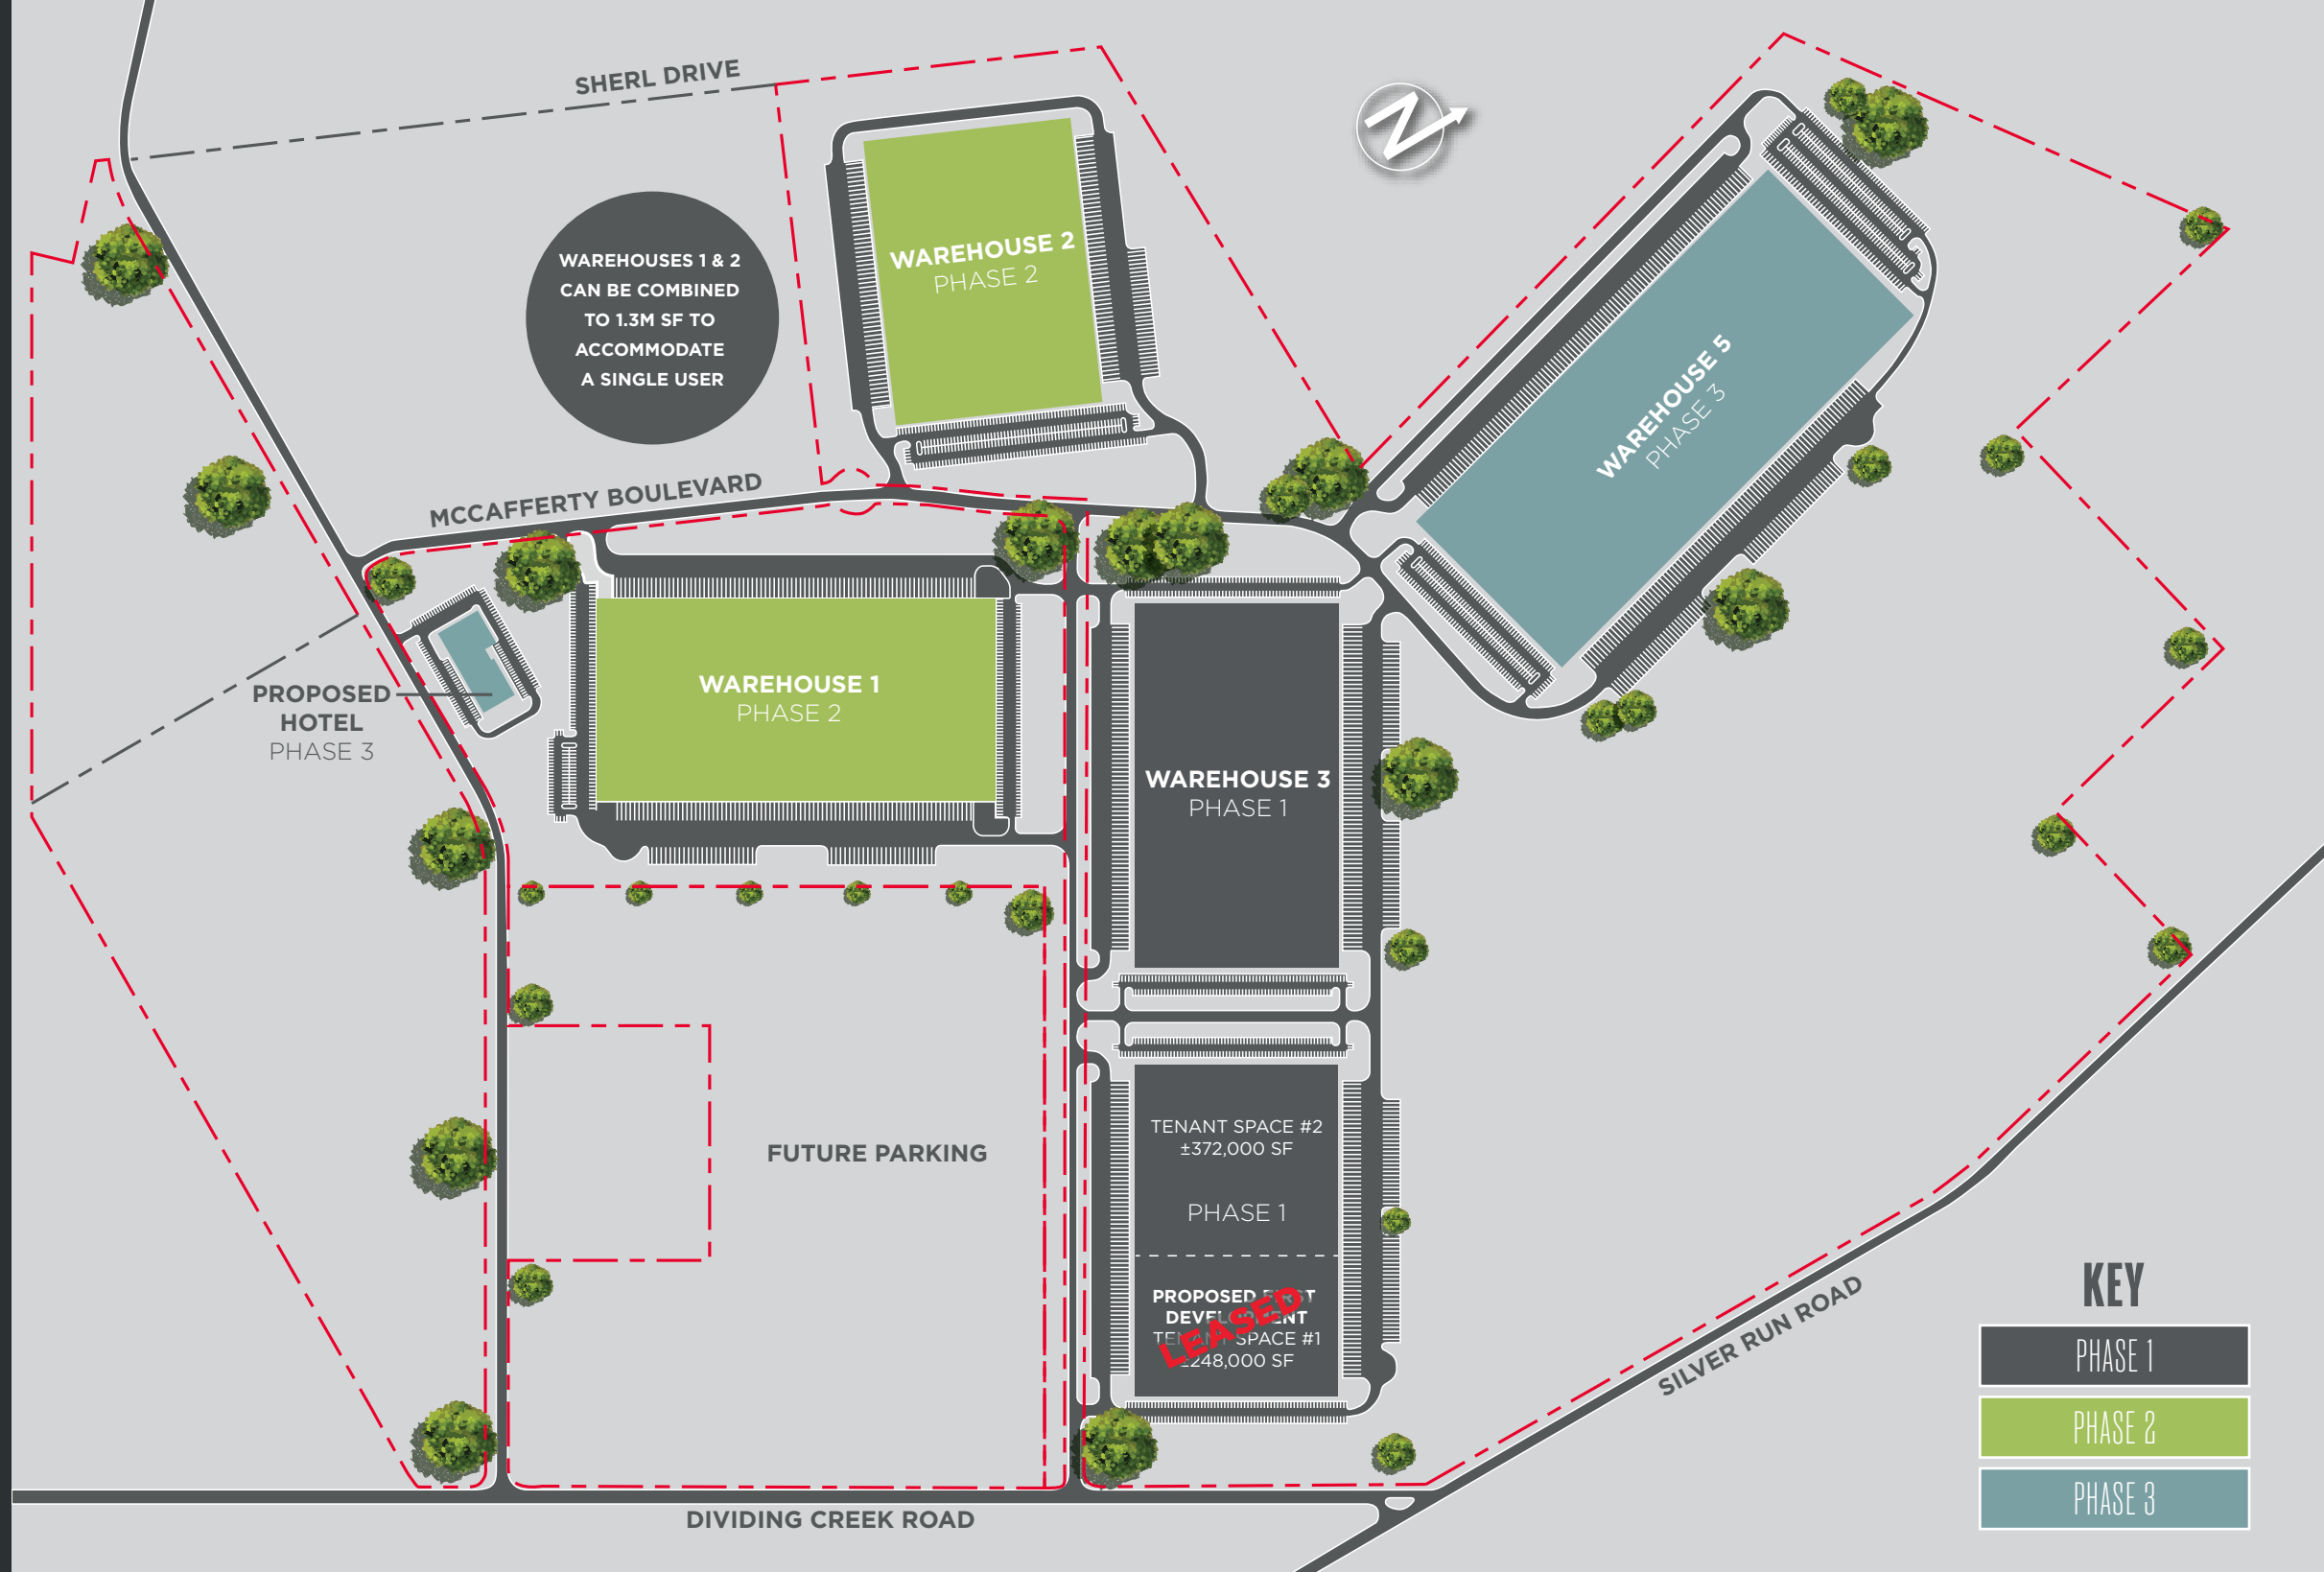 SHERL DRIVE
N
WAREHOUSES 1 & 2
CAN BE COMBINED
TO 1.3M SF TO
ACCOMMODATE
A SINGLE USER
WAREHOUSE 2
PHASE 2
WAREHOUSE 5
PHASE 3
MCCAFFERTY BOULEVARD
PROPOSED
HOTEL
PHASE 3
WAREHOUSE 1
PHASE 2
WAREHOUSE 3
PHASE 1
FUTURE PARKING
TENANT SPACE #2
±372,000 SF
PHASE 1
PROPOSED FIRST
DEVELOPMENT
TENANT SPACE #1
±248,000 SF
LEASED
SILVER RUN ROAD
DIVIDING CREEK ROAD
KEY
PHASE 1
PHASE 2
PHASE 3